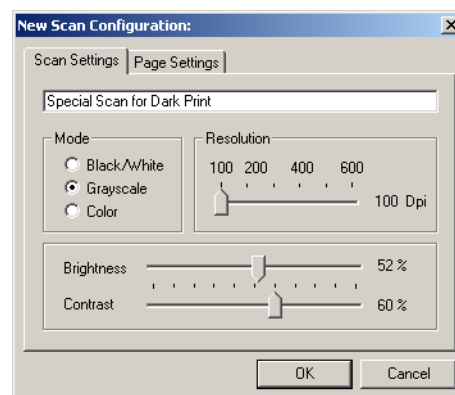 New Scan Configuration:
Scan Settings Page Settings
Special Scan for Dark Print
Mode
Black/White
Grayscale
Color
Resolution
100 200 400 600
100 Dpi
Brightness 52 %
Contrast 60 %
OK Cancel